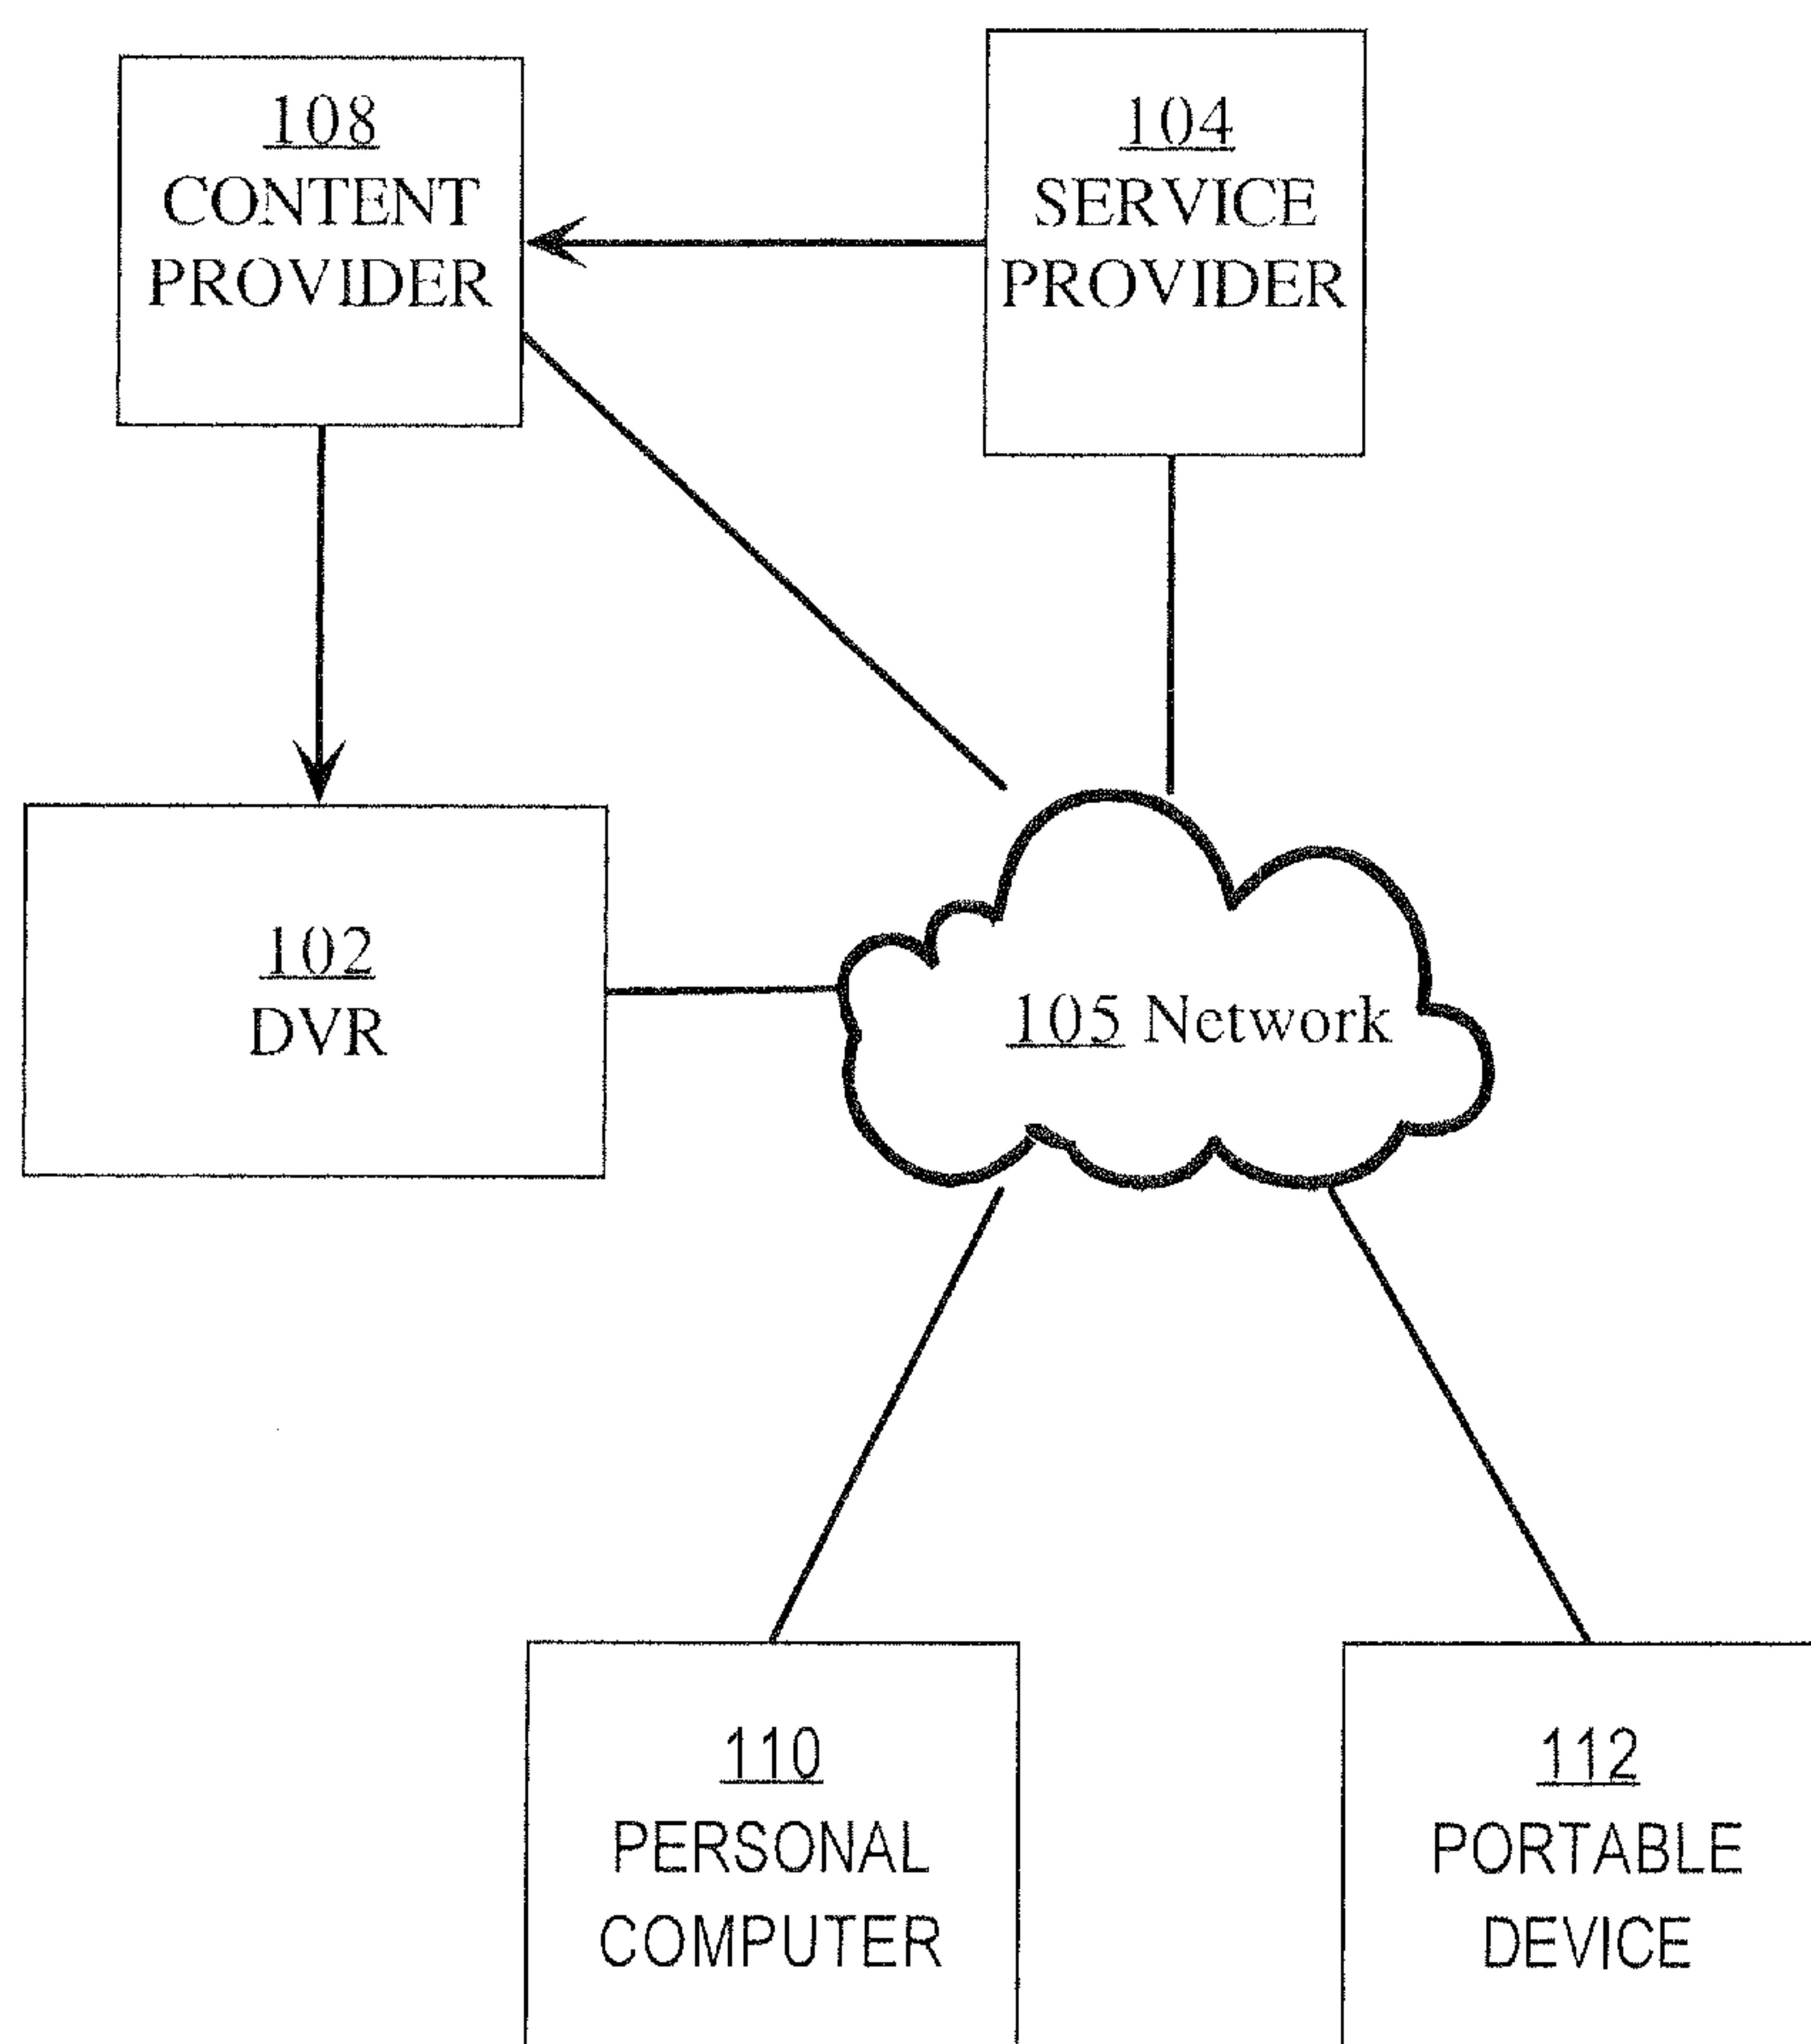 108
CONTENT
PROVIDER
104
SERVICE
PROVIDER
102
DVR
105 Network
110
PERSONAL
COMPUTER
112
PORTABLE
DEVICE